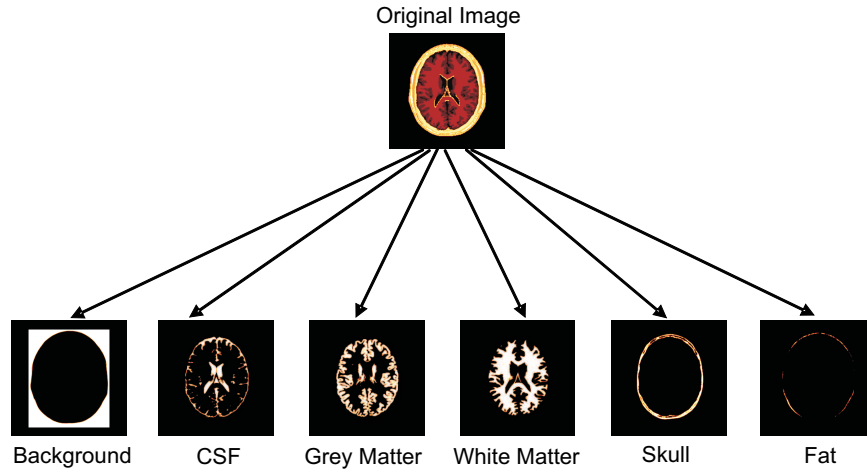 Original Image
Background
CSF
Grey Matter
White Matter
Skull
Fat